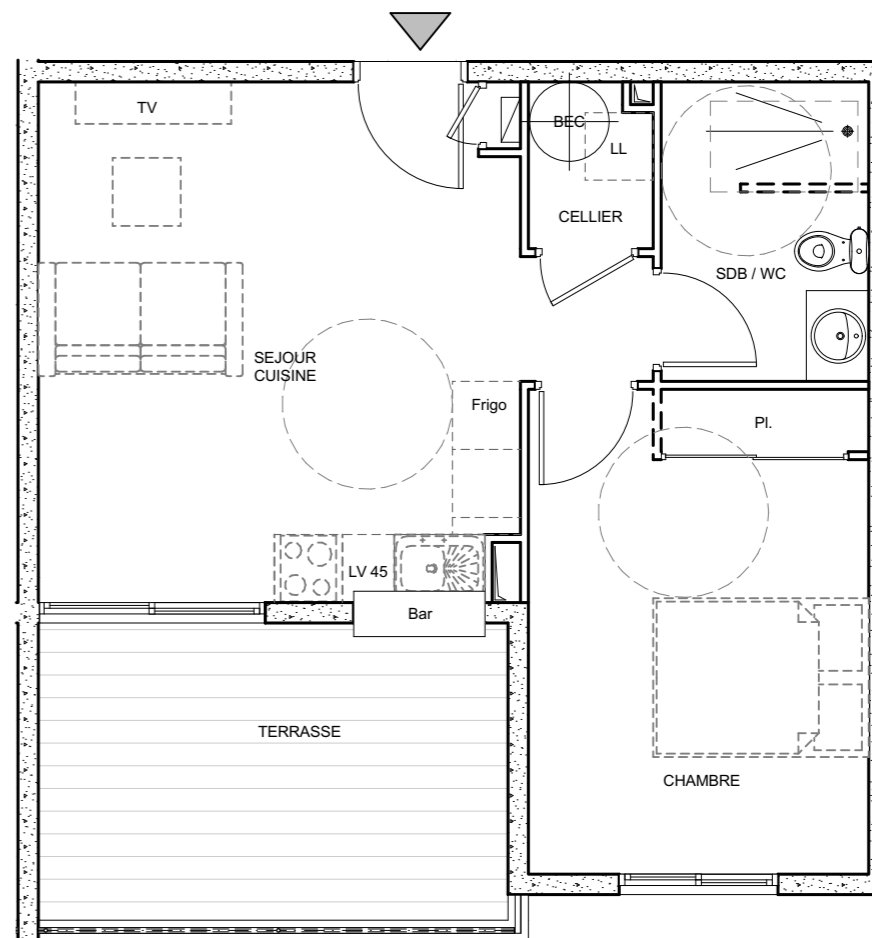 TV
BEC
LL
CELLIER
SDB / WC
SEJOUR
CUISINE
Frigo
Pl.
LV 45
Bar
TERRASSE
CHAMBRE